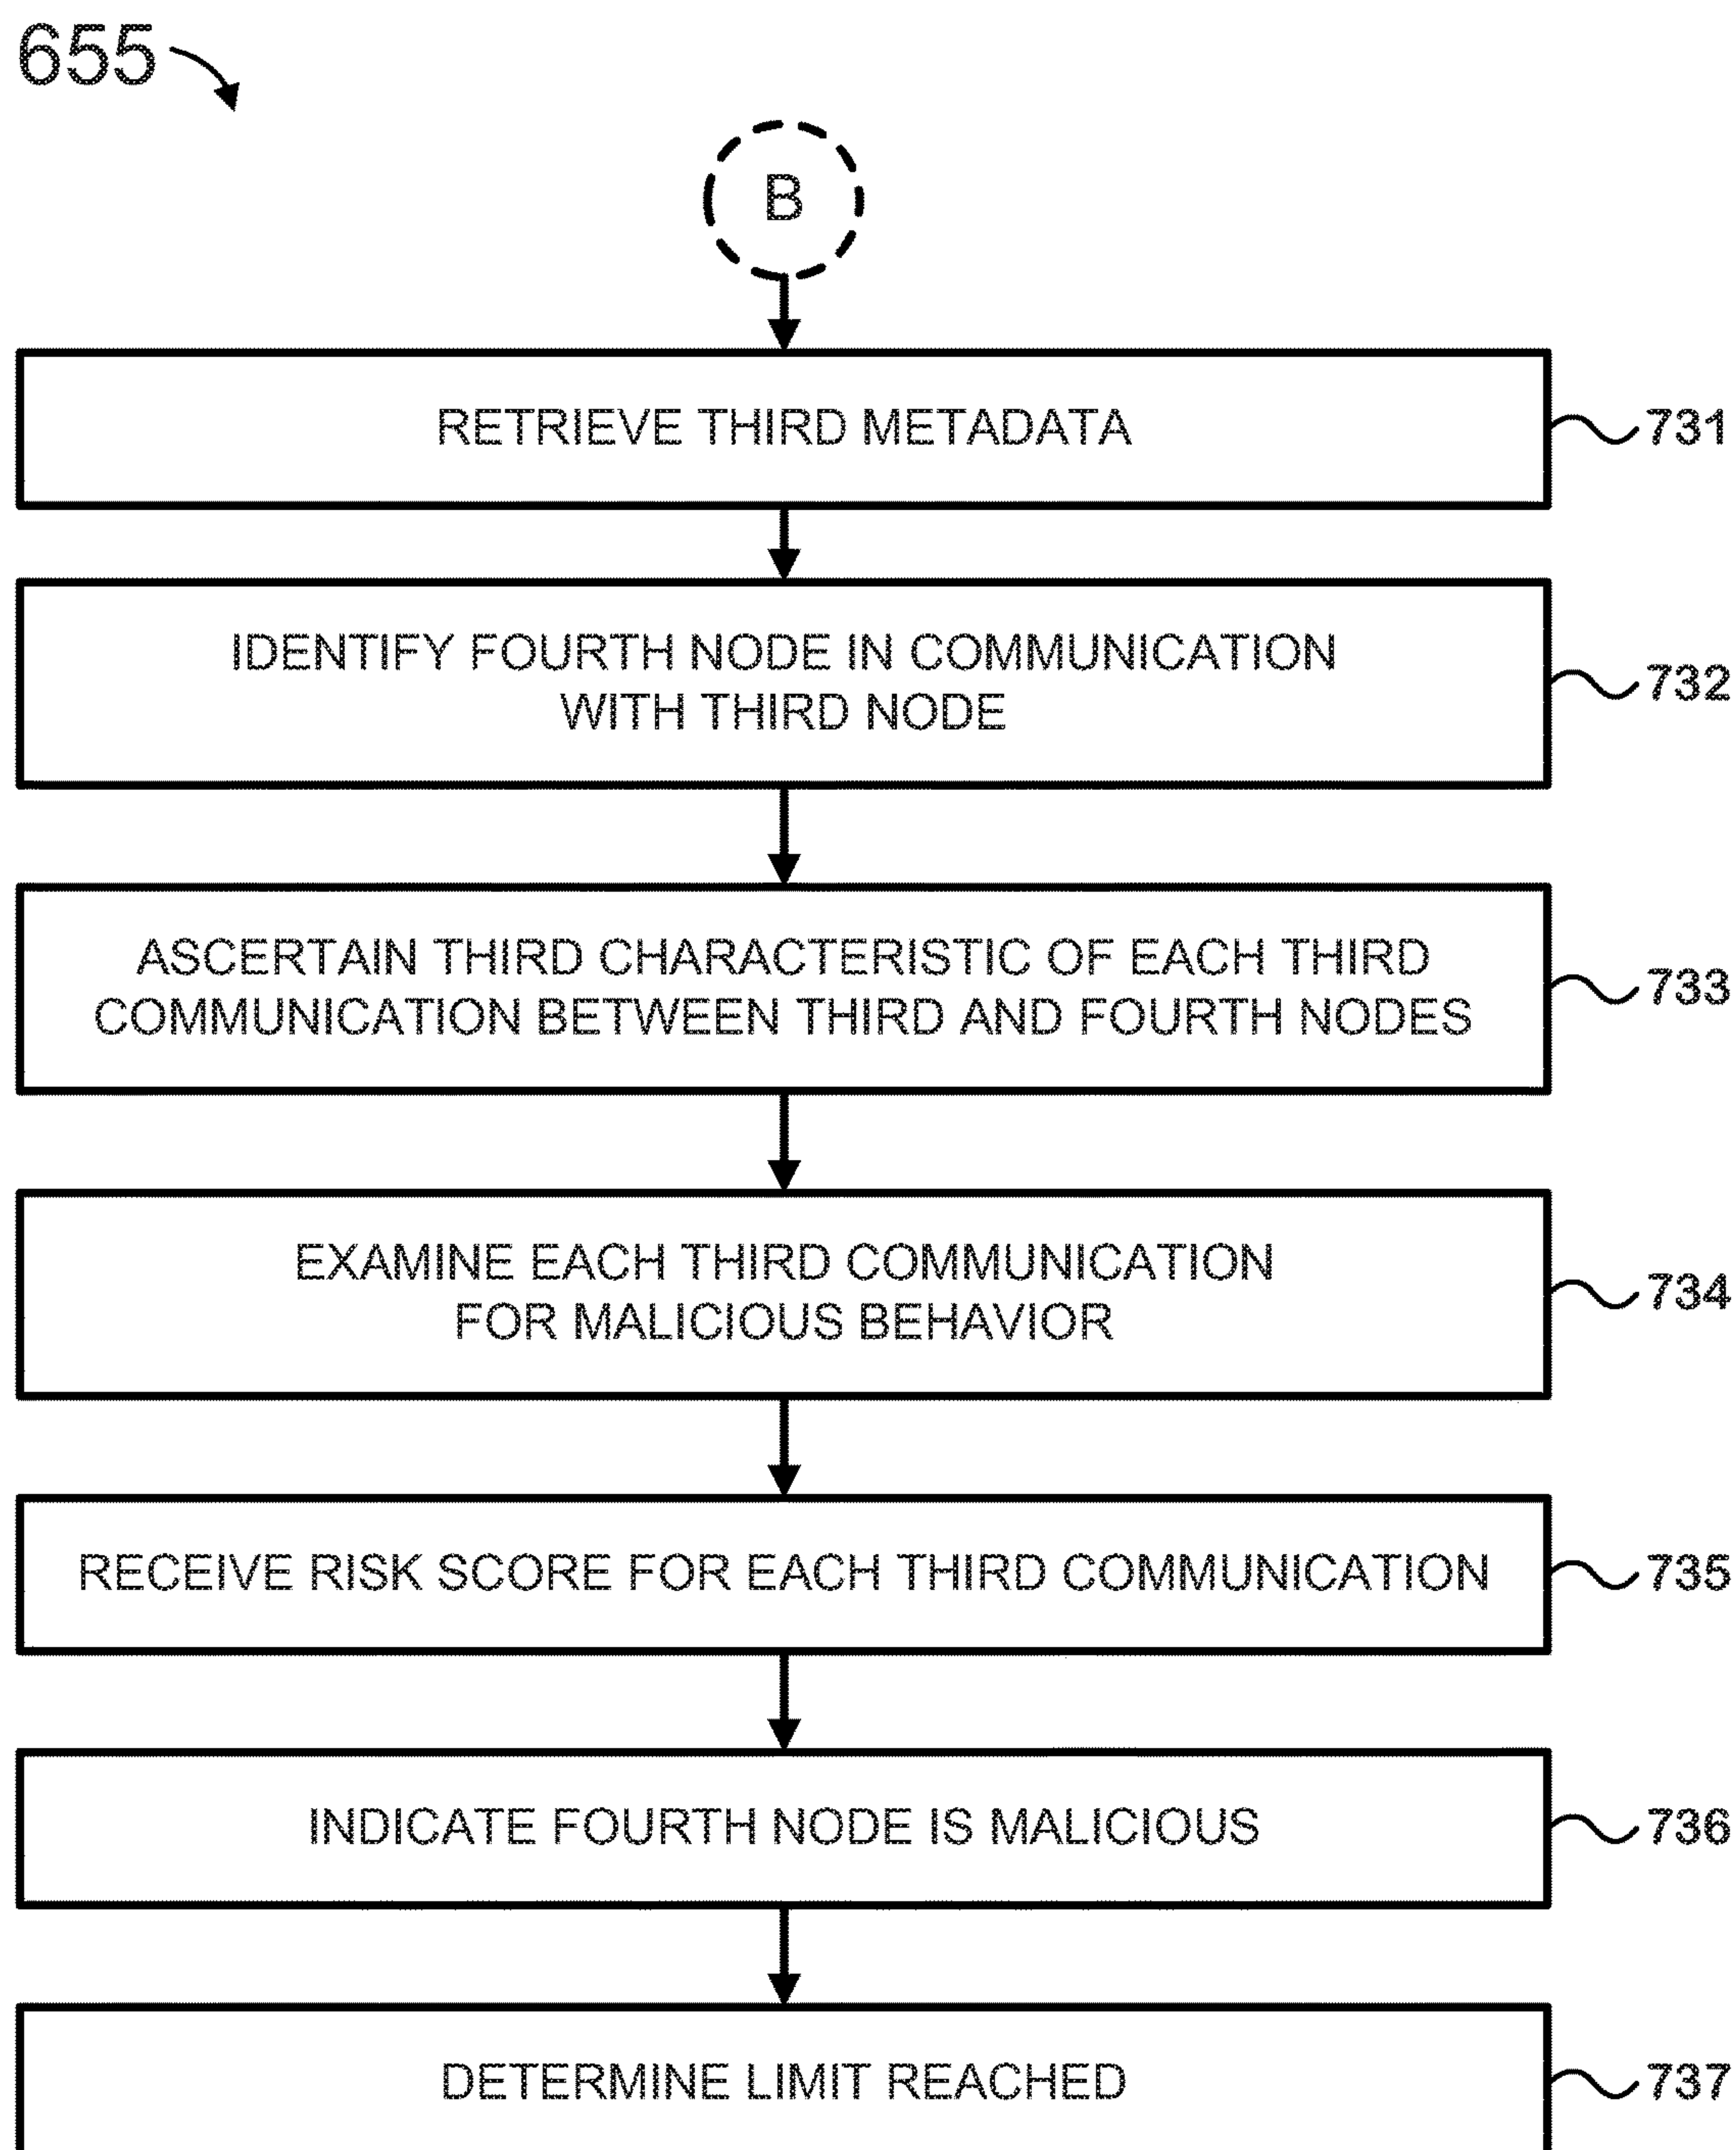 655
B
RETRIEVE THIRD METADATA
731
IDENTIFY FOURTH NODE IN COMMUNICATION
WITH THIRD NODE
732
ASCERTAIN THIRD CHARACTERISTIC OF EACH THIRD
COMMUNICATION BETWEEN THIRD AND FOURTH NODES
733
EXAMINE EACH THIRD COMMUNICATION
FOR MALICIOUS BEHAVIOR
734
RECEIVE RISK SCORE FOR EACH THIRD COMMUNICATION
735
INDICATE FOURTH NODE IS MALICIOUS
736
DETERMINE LIMIT REACHED
737